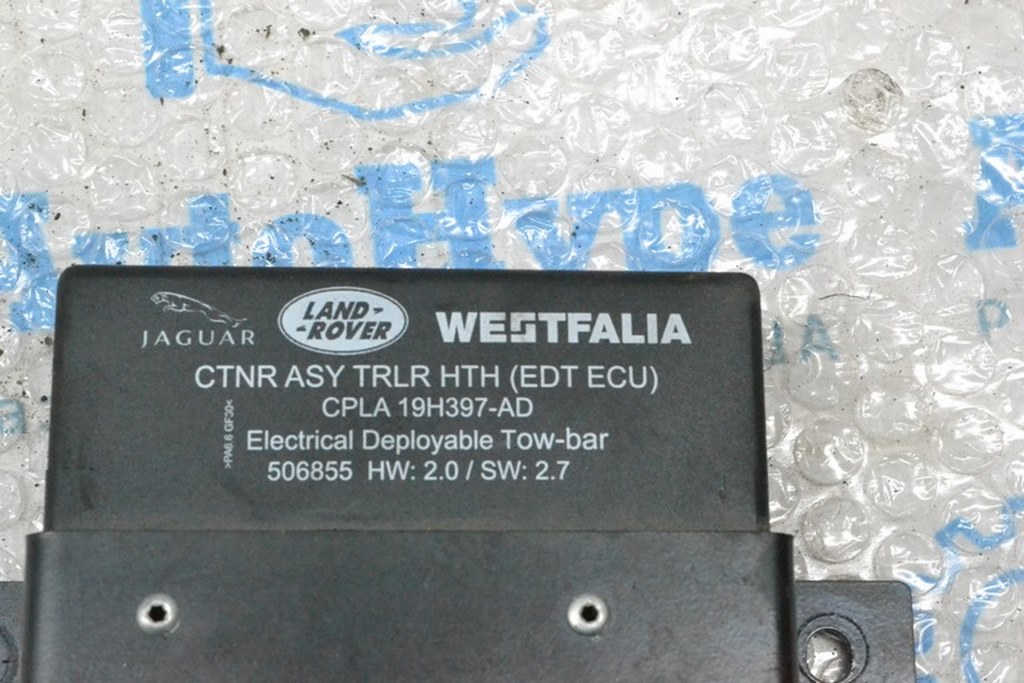 AutoHype
JAGUAR
LAND
ROVER
WESTFALIA
CTNR ASY TRLR HTH (EDT ECU)
CPLA 19H397-AD
>PA6.6 GF30<
Electrical Deployable Tow-bar
506855 HW: 2.0 / SW: 2.7